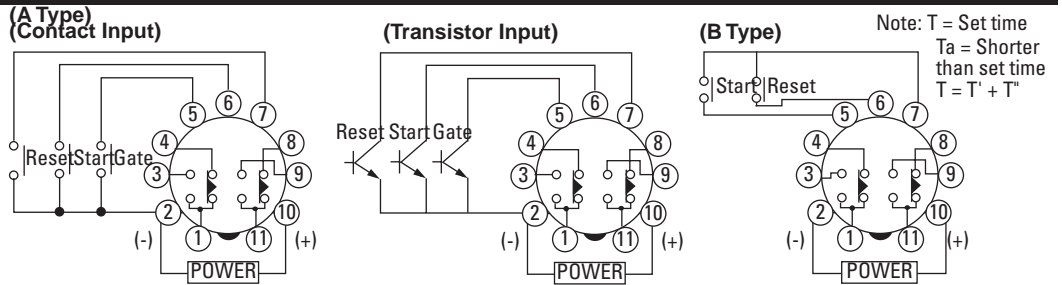 (A Type)
(Contact Input)
(Transistor Input)
(B Type)
Note: T = Set time
Ta = Shorter
than set time
T = T' + T"
Reset Start Gate
5 6 7
4 8
3 9
2 10
1 11
(-) (+)
POWER
Reset Start Gate
5 6 7
4 8
3 9
2 10
1 11
(-) (+)
POWER
Start Reset
5 6 7
4 8
3 9
2 10
1 11
(-) (+)
POWER